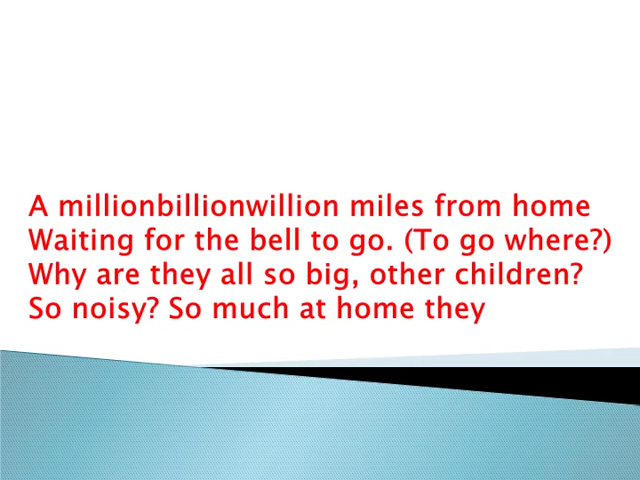 A millionbillionwillion miles from home
Waiting for the bell to go. (To go where?)
Why are they all so big, other children?
So noisy? So much at home they